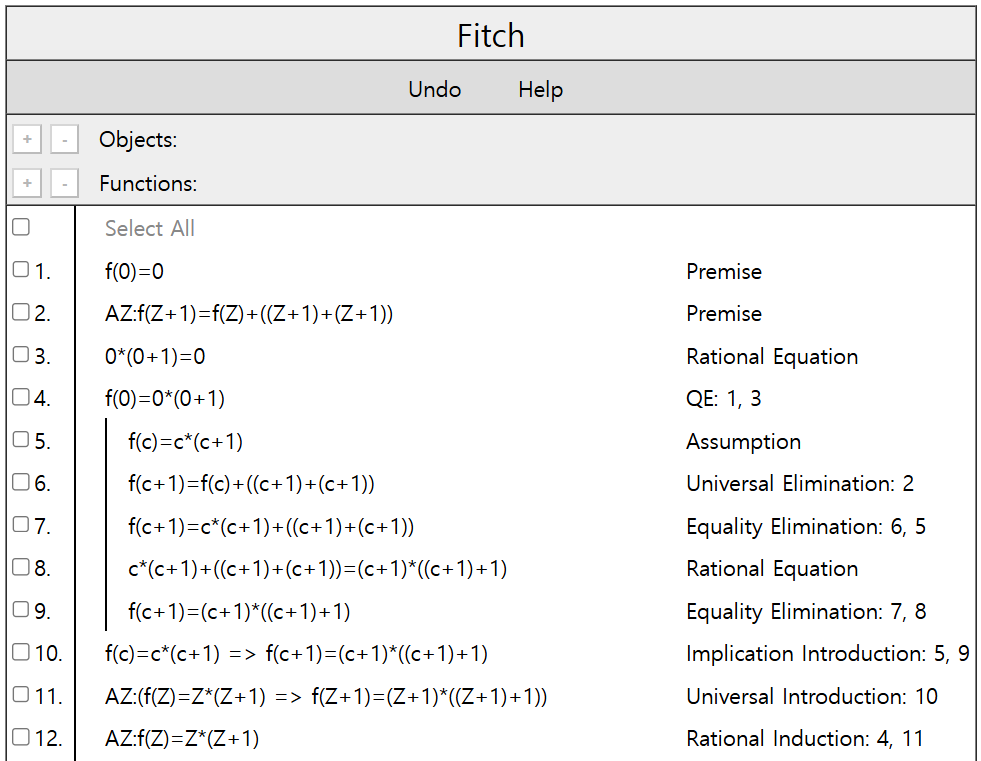 Fitch
Undo Help
+ - Objects:
+ - Functions:
Select All
1. f(0)=0 Premise
2. AZ:f(Z+1)=f(Z)+((Z+1)+(Z+1)) Premise
3. 0*(0+1)=0 Rational Equation
4. f(0)=0*(0+1) QE: 1, 3
5. f(c)=c*(c+1) Assumption
6. f(c+1)=f(c)+((c+1)+(c+1)) Universal Elimination: 2
7. f(c+1)=c*(c+1)+((c+1)+(c+1)) Equality Elimination: 6, 5
8. c*(c+1)+((c+1)+(c+1))=(c+1)*((c+1)+1) Rational Equation
9. f(c+1)=(c+1)*((c+1)+1) Equality Elimination: 7, 8
10. f(c)=c*(c+1) => f(c+1)=(c+1)*((c+1)+1) Implication Introduction: 5, 9
11. AZ:(f(Z)=Z*(Z+1) => f(Z+1)=(Z+1)*((Z+1)+1)) Universal Introduction: 10
12. AZ:f(Z)=Z*(Z+1) Rational Induction: 4, 11